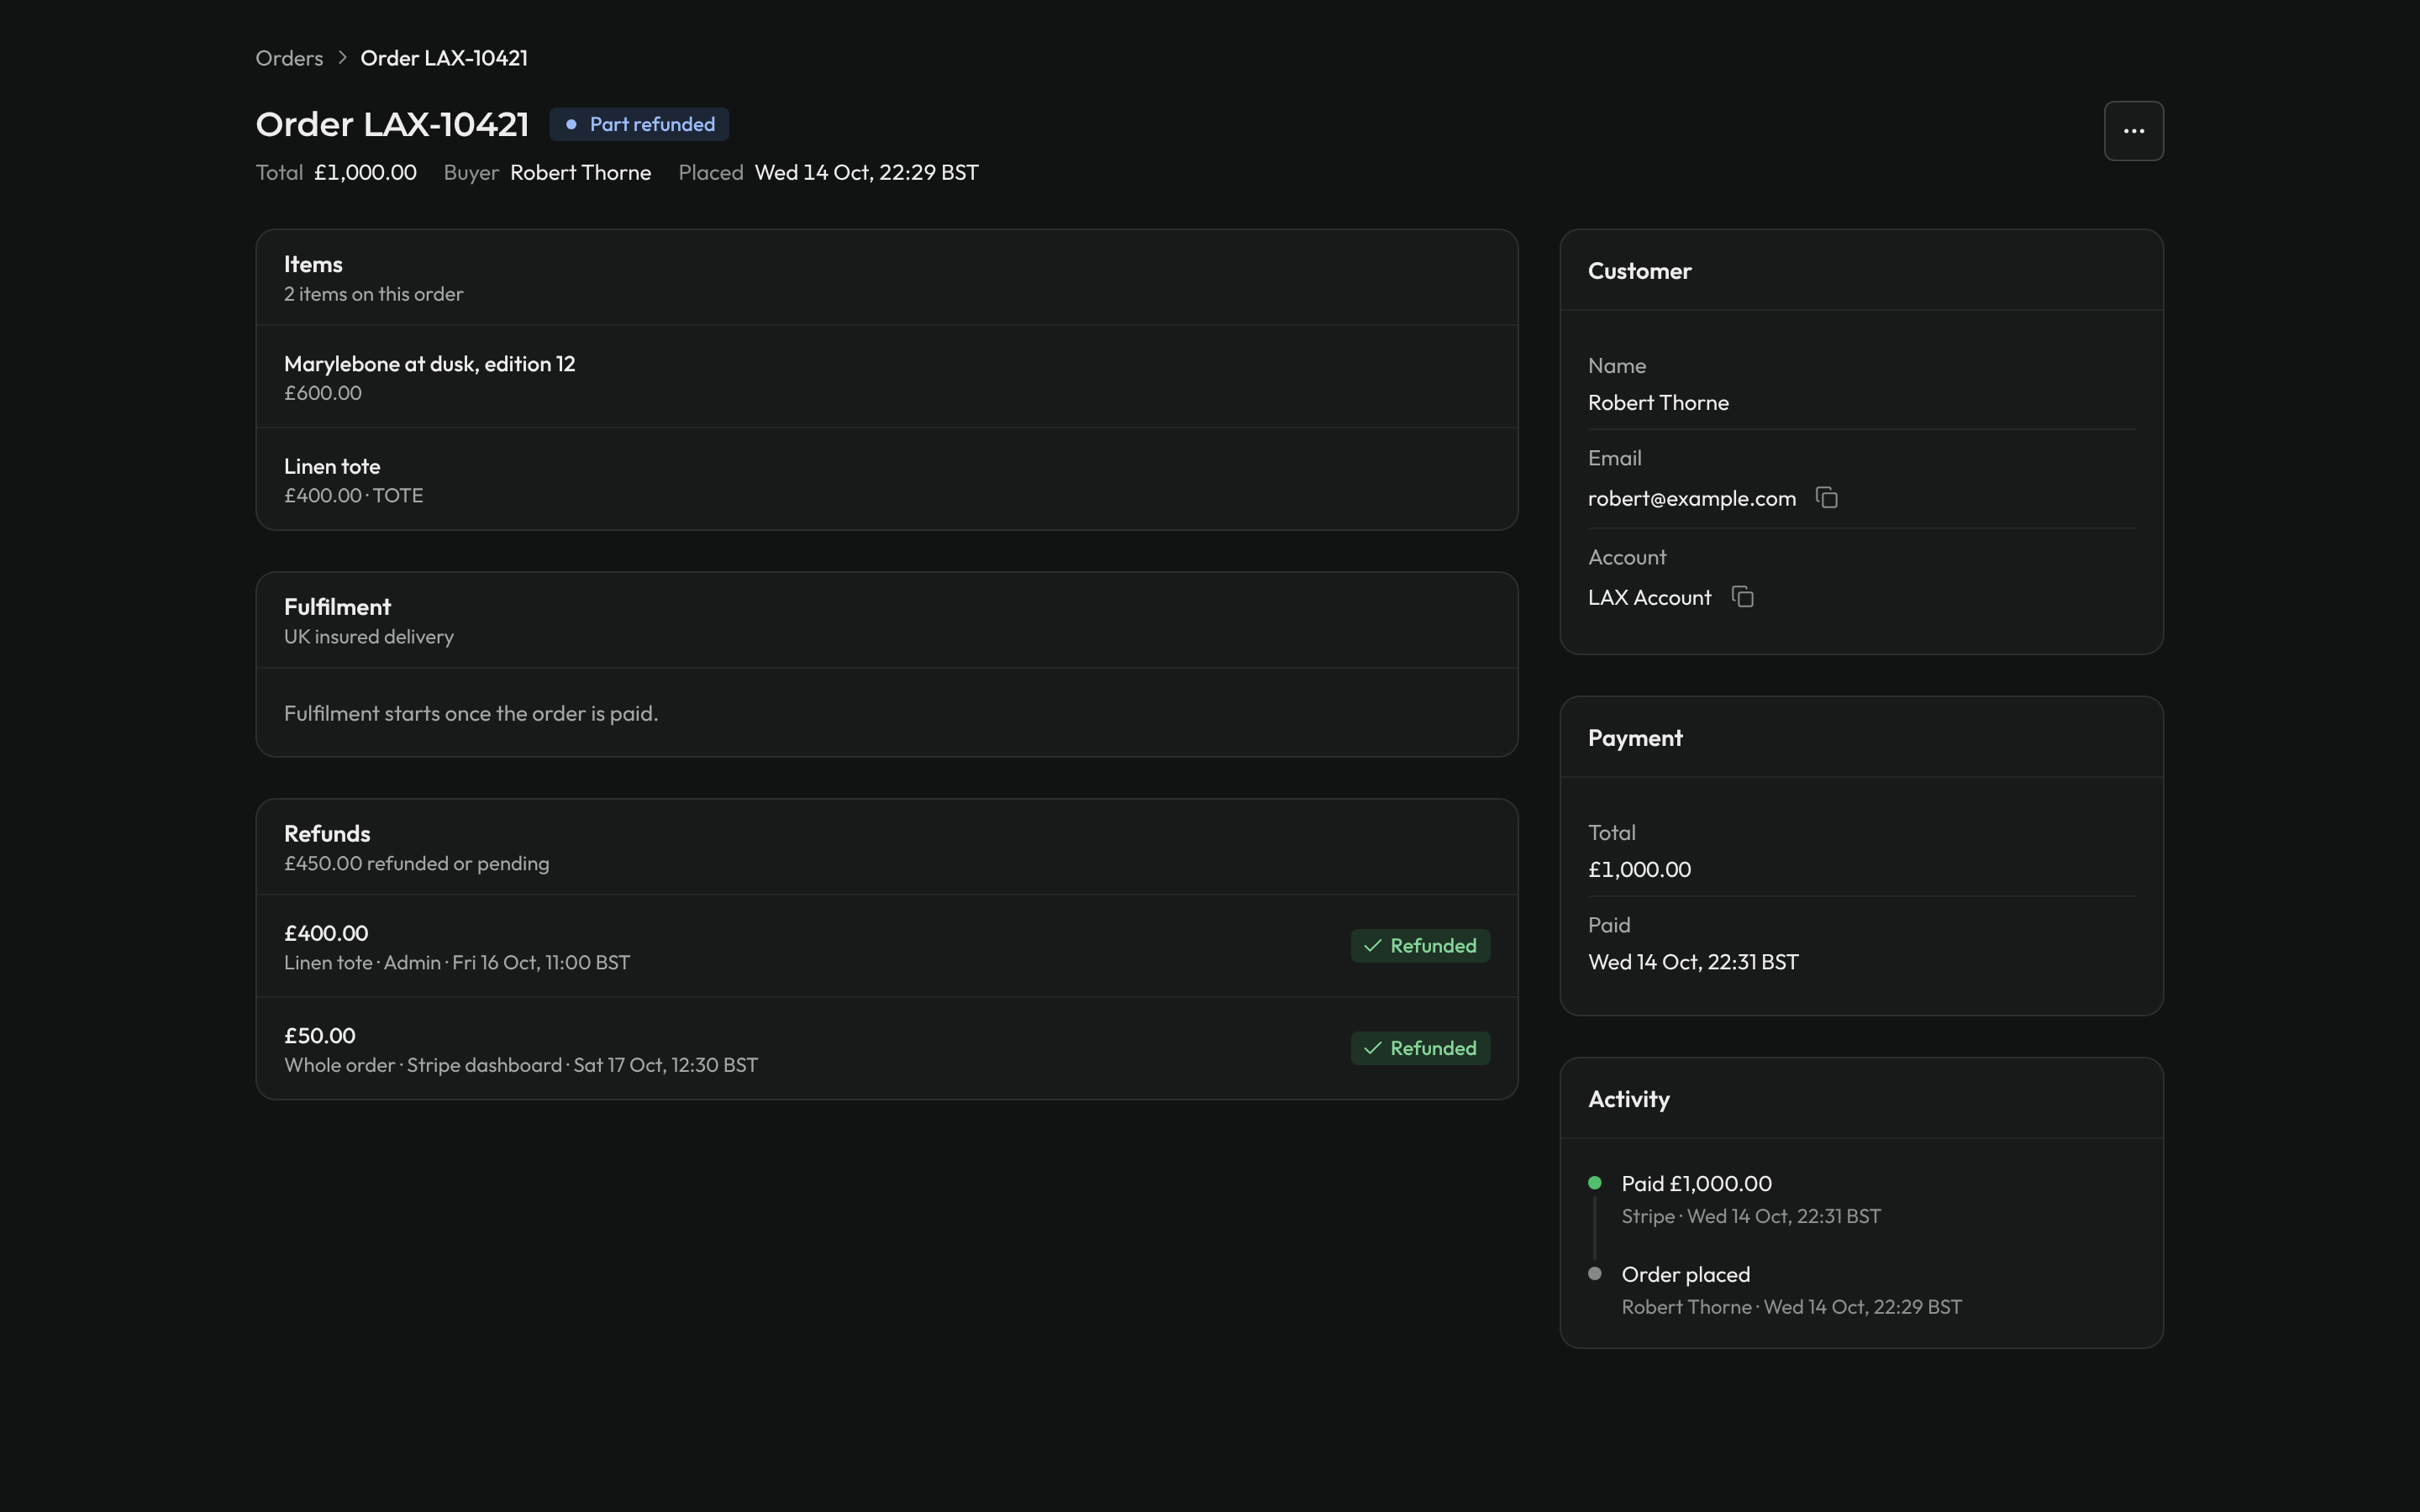 Orders > Order LAX-10421
Order LAX-10421 Part refunded
Total £1,000.00 Buyer Robert Thorne Placed Wed 14 Oct, 22:29 BST
Items
2 items on this order
Marylebone at dusk, edition 12
£600.00
Linen tote
£400.00 · TOTE
Fulfilment
UK insured delivery
Fulfilment starts once the order is paid.
Refunds
£450.00 refunded or pending
£400.00
Linen tote · Admin · Fri 16 Oct, 11:00 BST
Refunded
£50.00
Whole order · Stripe dashboard · Sat 17 Oct, 12:30 BST
Refunded
Customer
Name
Robert Thorne
Email
robert@example.com
Account
LAX Account
Payment
Total
£1,000.00
Paid
Wed 14 Oct, 22:31 BST
Activity
Paid £1,000.00
Stripe · Wed 14 Oct, 22:31 BST
Order placed
Robert Thorne · Wed 14 Oct, 22:29 BST